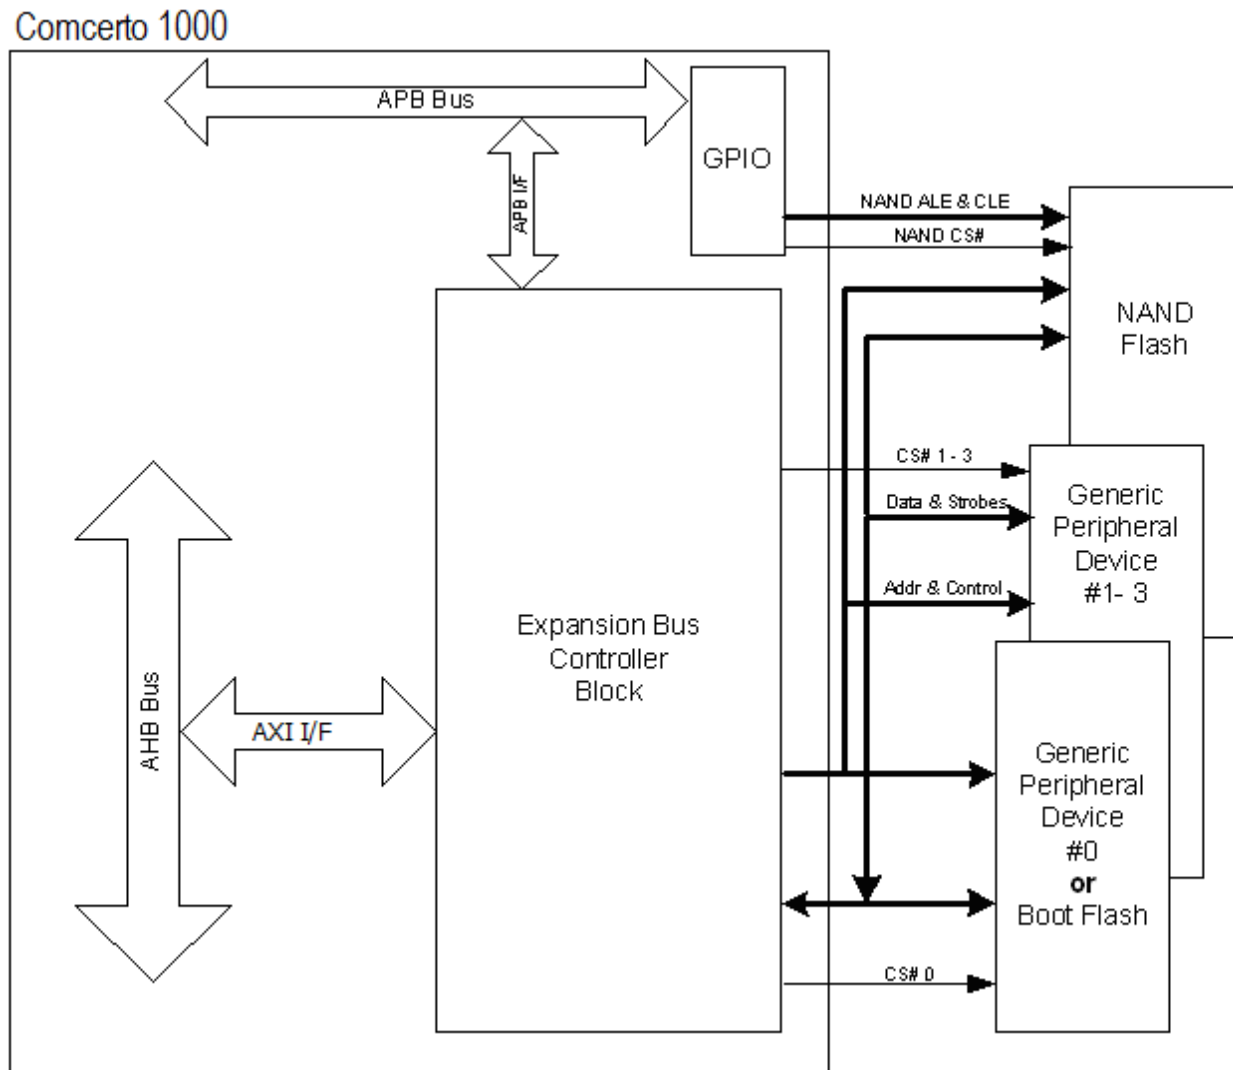 Comcerto 1000
APB Bus
GPIO
APB I/F
NAND ALE & CLE
NAND CS#
NAND
Flash
CS# 1 - 3
Data & Strobes
Generic
Peripheral
Device
#1- 3
Addr & Control
Expansion Bus
Controller
Block
AHB Bus
AXI I/F
Generic
Peripheral
Device
#0
or
Boot Flash
CS# 0